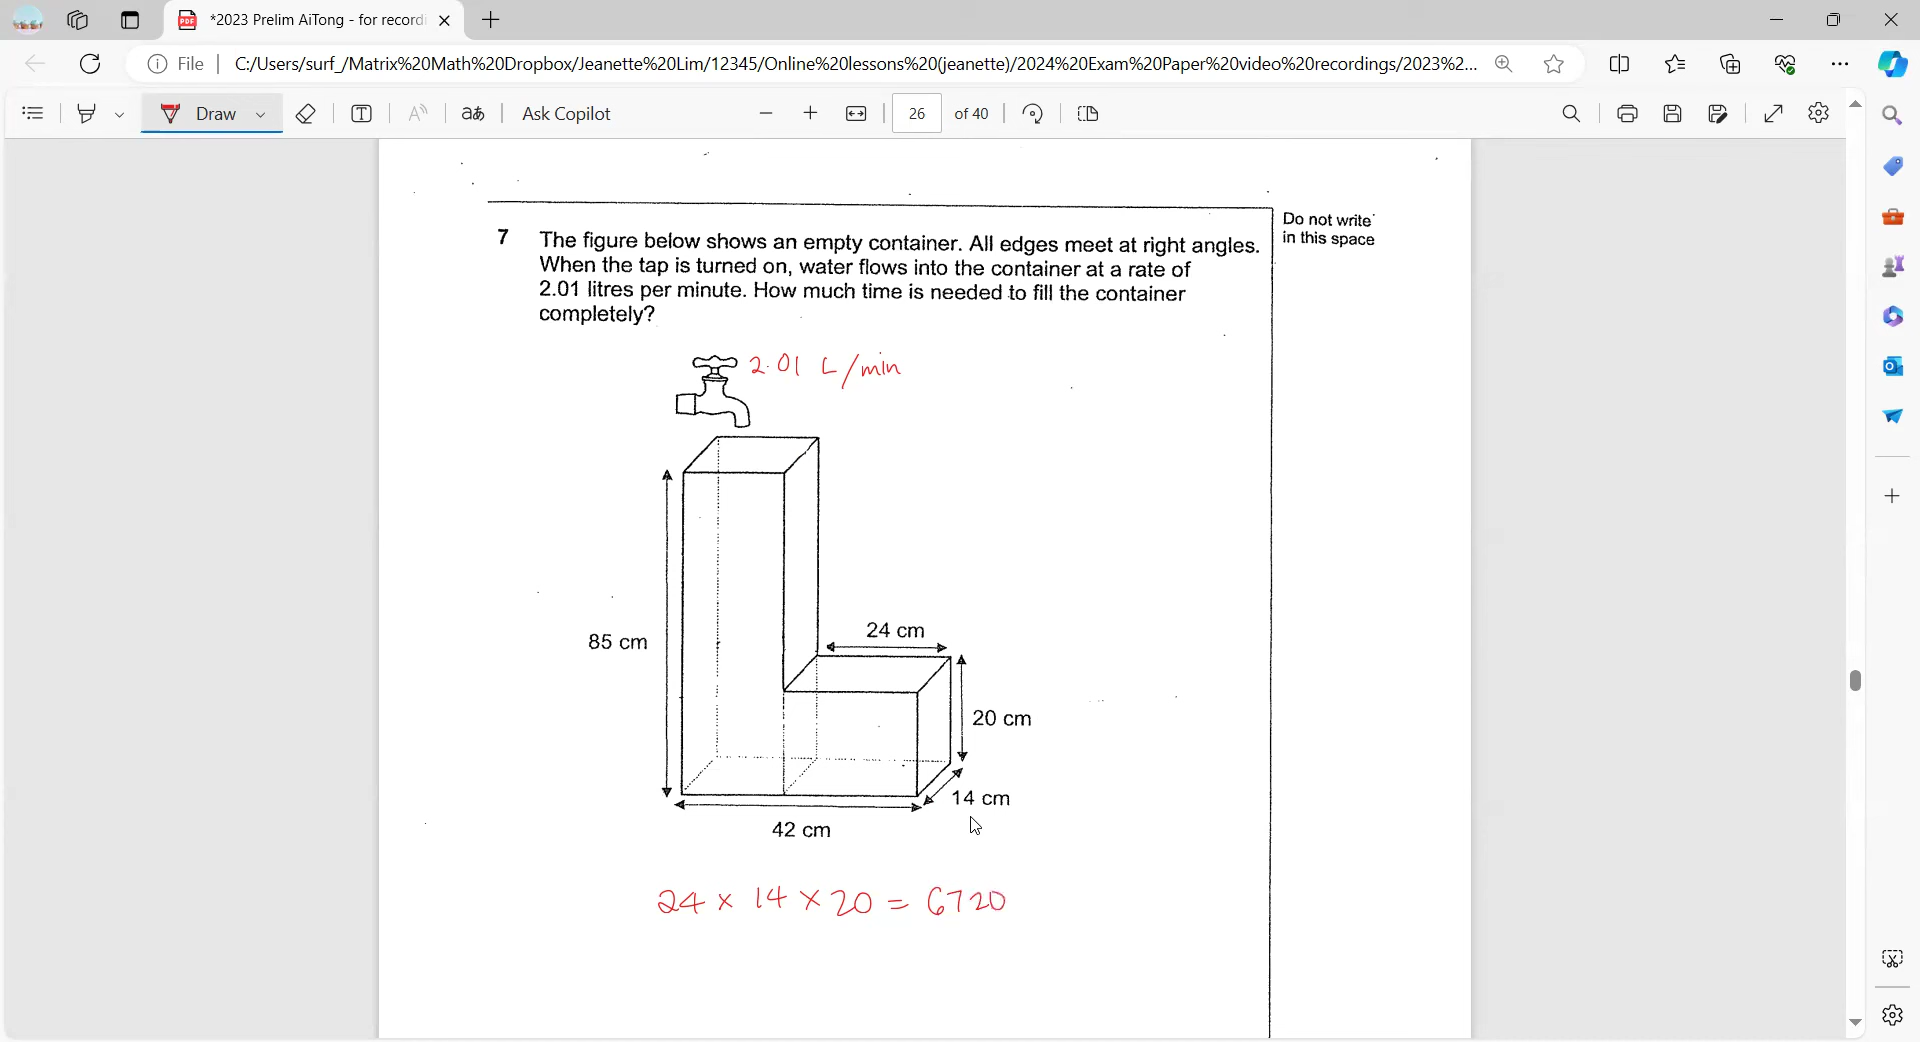 *2023 Prelim AiTong - for recordi
File
C:/Users/surf_/Matrix%20Math%20Dropbox/Jeanette%20Lim/12345/Online%20lessons%20(jeanette)/2024%20Exam%20Paper%20video%20recordings/2023%2...
Draw
aあ
Ask Copilot
26 of 40
Do not write
in this space
7 The figure below shows an empty container. All edges meet at right angles.
When the tap is turned on, water flows into the container at a rate of
2.01 litres per minute. How much time is needed to fill the container
completely?
2.01 L/min
24 cm
85 cm
20 cm
14 cm
42 cm
24 x 14 x 20 = 6720